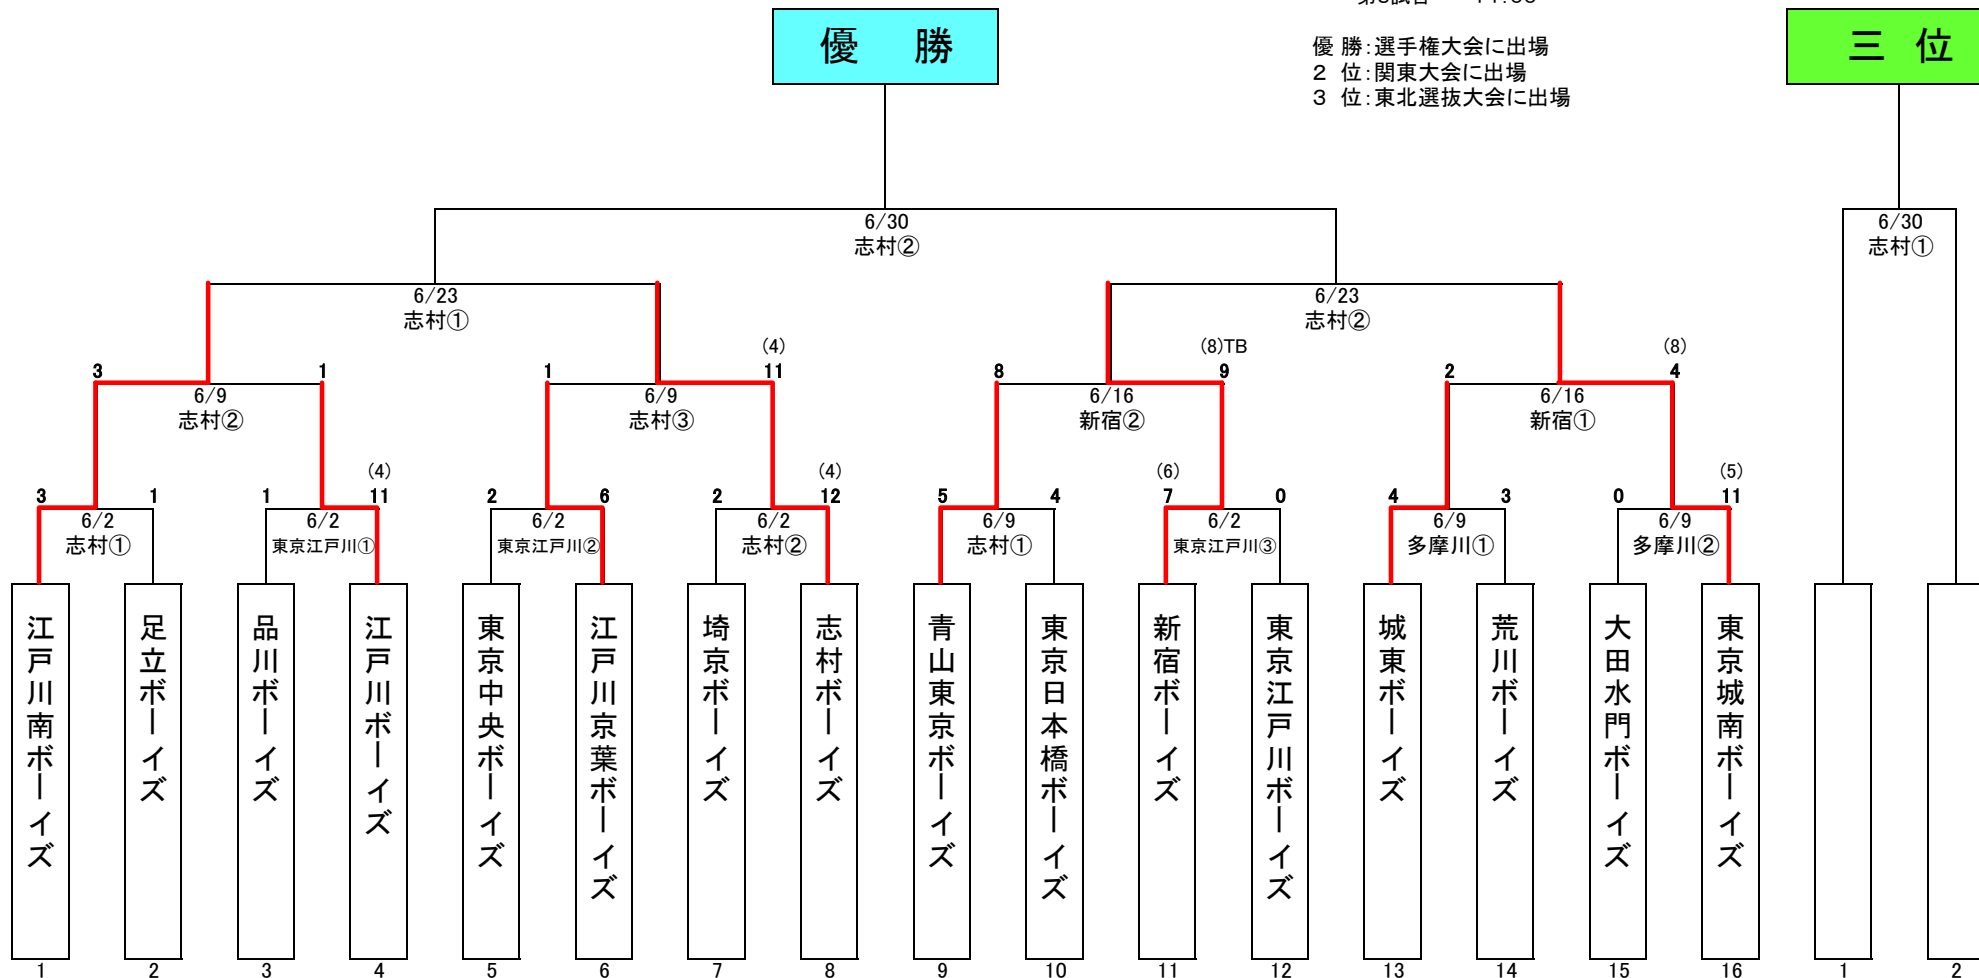 優 勝
三 位
優 勝:選手権大会に出場
2 位:関東大会に出場
3 位:東北選抜大会に出場
6/30
志村②
6/30
志村①
6/23
志村①
6/23
志村②
(4)
(8)TB
(8)
3 1 1 11 8 9 2 4
6/9
志村②
6/9
志村③
6/16
新宿②
6/16
新宿①
(4)
(4)
(6)
(5)
3 1 1 11 2 6 2 12 5 4 7 0 4 3 0 11
6/2
志村①
6/2
東京江戸川①
6/2
東京江戸川②
6/2
志村②
6/9
志村①
6/2
東京江戸川③
6/9
多摩川①
6/9
多摩川②
江戸川南ボーイズ
足立ボーイズ
品川ボーイズ
江戸川ボーイズ
東京中央ボーイズ
江戸川京葉ボーイズ
埼京ボーイズ
志村ボーイズ
青山東京ボーイズ
東京日本橋ボーイズ
新宿ボーイズ
東京江戸川ボーイズ
城東ボーイズ
荒川ボーイズ
大田水門ボーイズ
東京城南ボーイズ
1 2 3 4 5 6 7 8 9 10 11 12 13 14 15 16 1 2